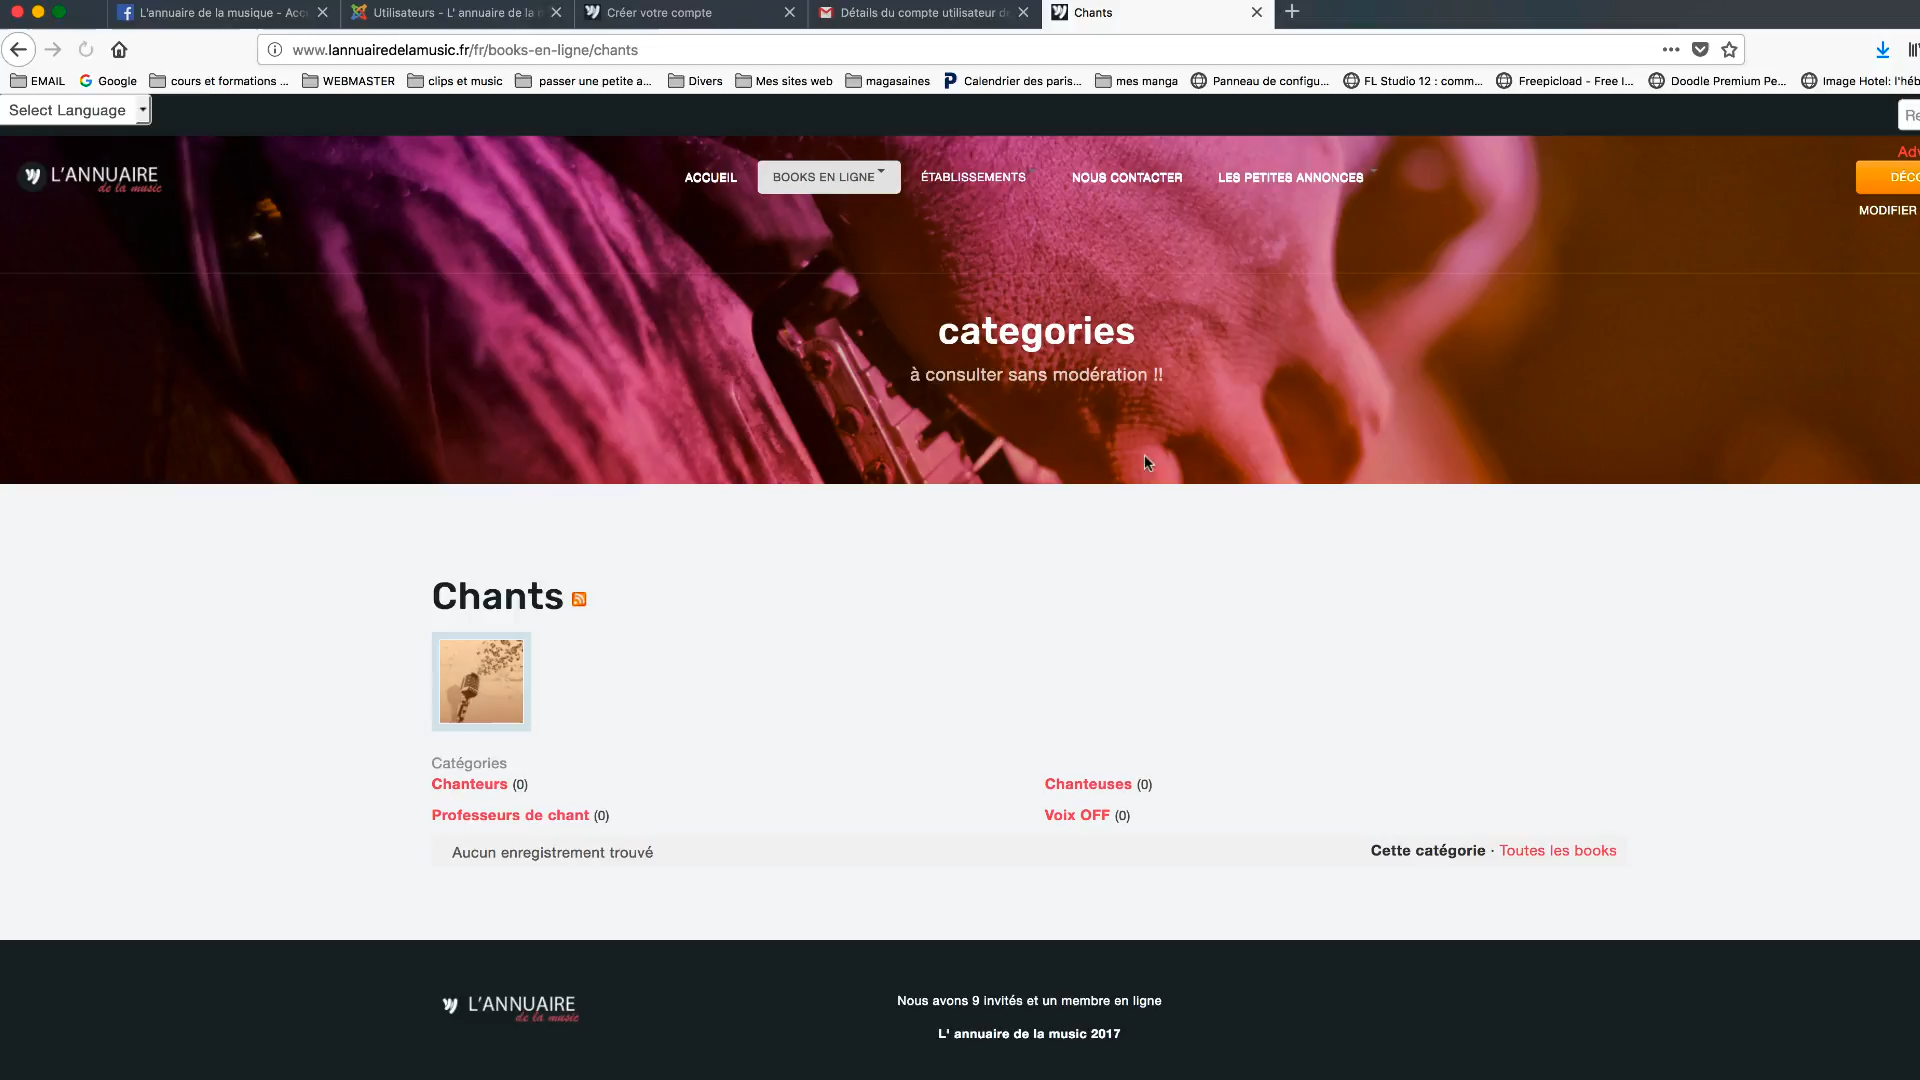 L'annuaire de la musique - Acc
Utilisateurs - L' annuaire de la
Créer votre compte
Détails du compte utilisateur d
Chants
www.lannuairedelamusic.fr/fr/books-en-ligne/chants
EMAIL
Google
cours et formations ...
WEBMASTER
clips et music
passer une petite a...
Divers
Mes sites web
magasaines
Calendrier des paris...
mes manga
Panneau de configu...
FL Studio 12 : comm...
Freepicload - Free I...
Doodle Premium Pe...
Image Hotel: l'héb
Select Language
Re
L'ANNUAIRE
de la music
ACCUEIL
BOOKS EN LIGNE
ÉTABLISSEMENTS
NOUS CONTACTER
LES PETITES ANNONCES
Adv
DÉCO
MODIFIER
categories
à consulter sans modération !!
Chants
Catégories
Chanteurs (0)
Chanteuses (0)
Professeurs de chant (0)
Voix OFF (0)
Aucun enregistrement trouvé
Cette catégorie · Toutes les books
L'ANNUAIRE
de la music
Nous avons 9 invités et un membre en ligne
L' annuaire de la music 2017